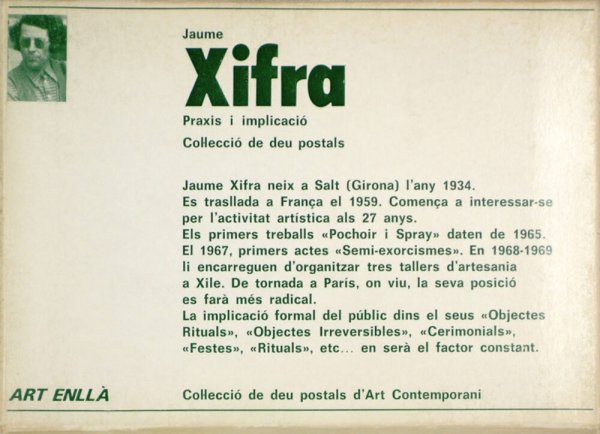 Jaume
Xifra
Praxis i implicació
Col·lecció de deu postals
Jaume Xifra neix a Salt (Girona) l'any 1934.
Es trasllada a França el 1959. Comença a interessar-se
per l'activitat artística als 27 anys.
Els primers treballs «Pochoir i Spray» daten de 1965.
El 1967, primers actes «Semi-exorcismes». En 1968-1969
li encarreguen d'organitzar tres tallers d'artesania
a Xile. De tornada a París, on viu, la seva posició
es farà més radical.
La implicació formal del públic dins el seus «Objectes
Rituals», «Objectes Irreversibles», «Cerimonials»,
«Festes», «Rituals», etc... en serà el factor constant.
ART ENLLÀ
Col·lecció de deu postals d'Art Contemporani